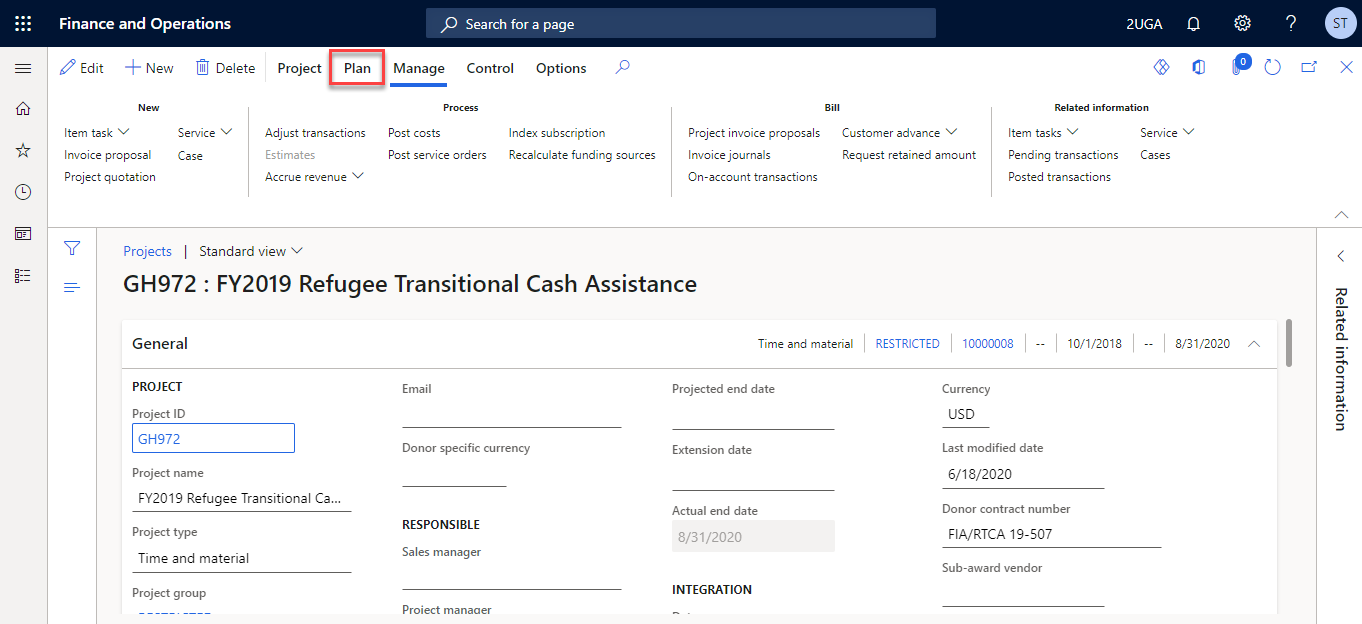 Finance and Operations
Search for a page
2UGA
?
ST
Edit
New
Delete
Project
Plan
Manage
Control
Options
0
New
Process
Bill
Related information
Item task
Service
Adjust transactions
Post costs
Index subscription
Project invoice proposals
Customer advance
Item tasks
Service
Invoice proposal
Case
Estimates
Post service orders
Recalculate funding sources
Invoice journals
Request retained amount
Pending transactions
Cases
Project quotation
Accrue revenue
On-account transactions
Posted transactions
Projects | Standard view
GH972 : FY2019 Refugee Transitional Cash Assistance
Related information
General
Time and material
RESTRICTED
10000008
--
10/1/2018
--
8/31/2020
PROJECT
Project ID
GH972
Project name
FY2019 Refugee Transitional Ca...
Project type
Time and material
Project group
RESTRICTED
Email
Donor specific currency
RESPONSIBLE
Sales manager
Project manager
Projected end date
Extension date
Actual end date
8/31/2020
INTEGRATION
Currency
USD
Last modified date
6/18/2020
Donor contract number
FIA/RTCA 19-507
Sub-award vendor